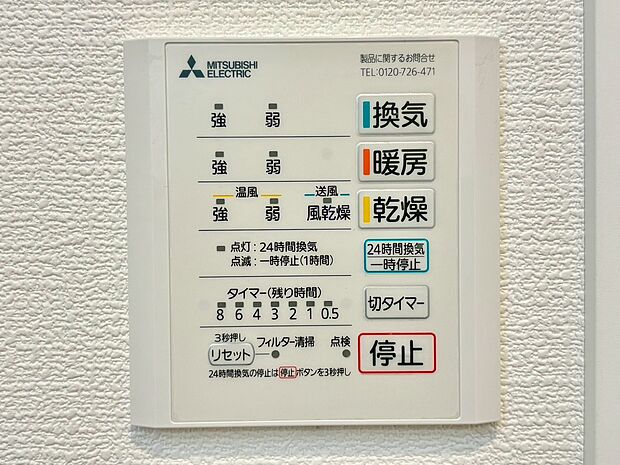 MITSUBISHI
ELECTRIC
製品に関するお問合せ
TEL:0120-726-471
強 弱 換気
強 弱 暖房
温風 送風
強 弱 風乾燥 乾燥
点灯:24時間換気
点滅:一時停止(1時間)
24時間換気
一時停止
タイマー(残り時間)
8 6 4 3 2 1 0.5
切タイマー
3秒押し
リセット フィルター清掃 点検
停止
24時間換気の停止は停止ボタンを3秒押し